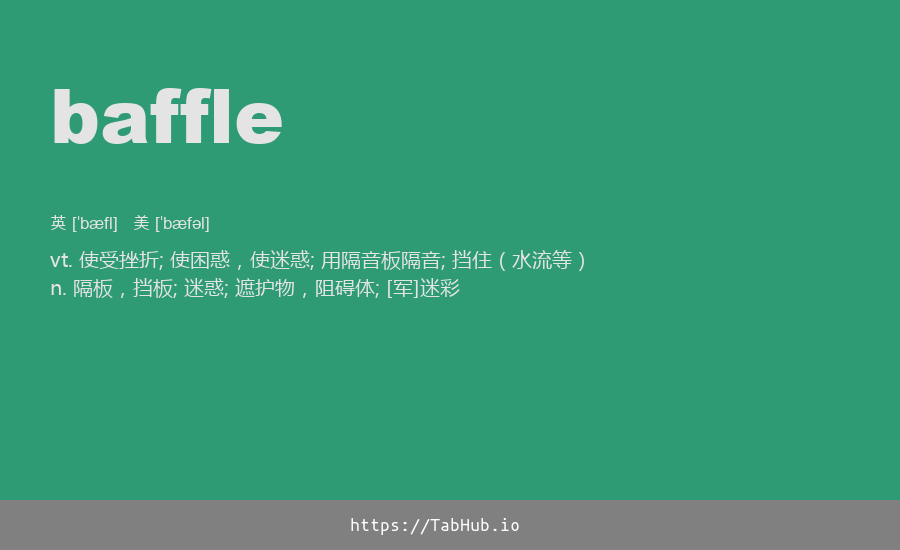 baffle
英 [ˈbæfl] 美 [ˈbæfəl]
vt. 使受挫折; 使困惑，使迷惑; 用隔音板隔音; 挡住（水流等）
n. 隔板，挡板; 迷惑; 遮护物，阻碍体; [军]迷彩
https://TabHub.io